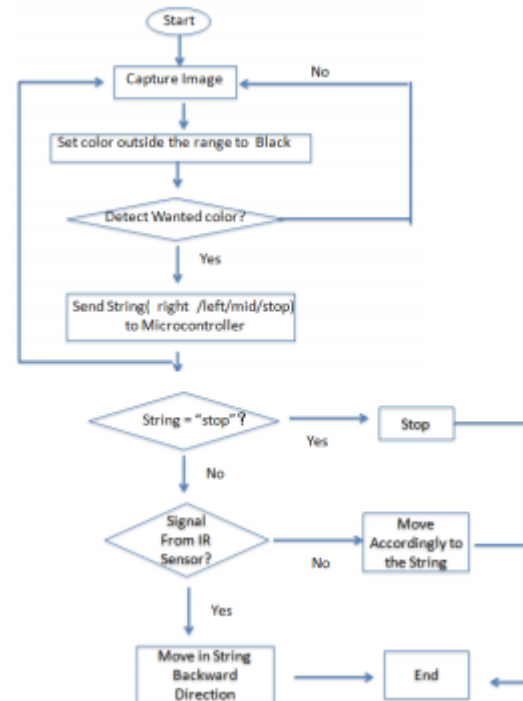 Start
Capture Image
No
Set color outside the range to Black
Detect Wanted color?
Yes
Send String( right /left/mid/stop)
to Microcontroller
String = "stop"?
Yes
Stop
No
Signal
From IR
Sensor?
No
Move
Accordingly to
the String
Yes
Move in String
Backward
Direction
End